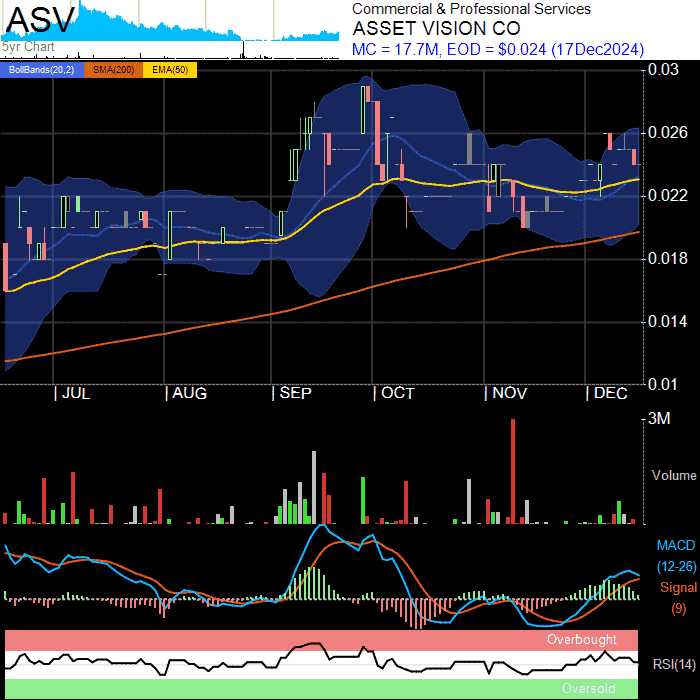 ASV
5yr Chart
Commercial & Professional Services
ASSET VISION CO
MC = 17.7M, EOD = $0.024 (17Dec2024)
BollBands(20,2) SMA(200) EMA(50)
0.03
0.026
0.022
0.018
0.014
0.01
| JUL | AUG | SEP | OCT | NOV | DEC
3M
Volume
MACD
(12-26)
Signal
(9)
Overbought
RSI(14)
Oversold